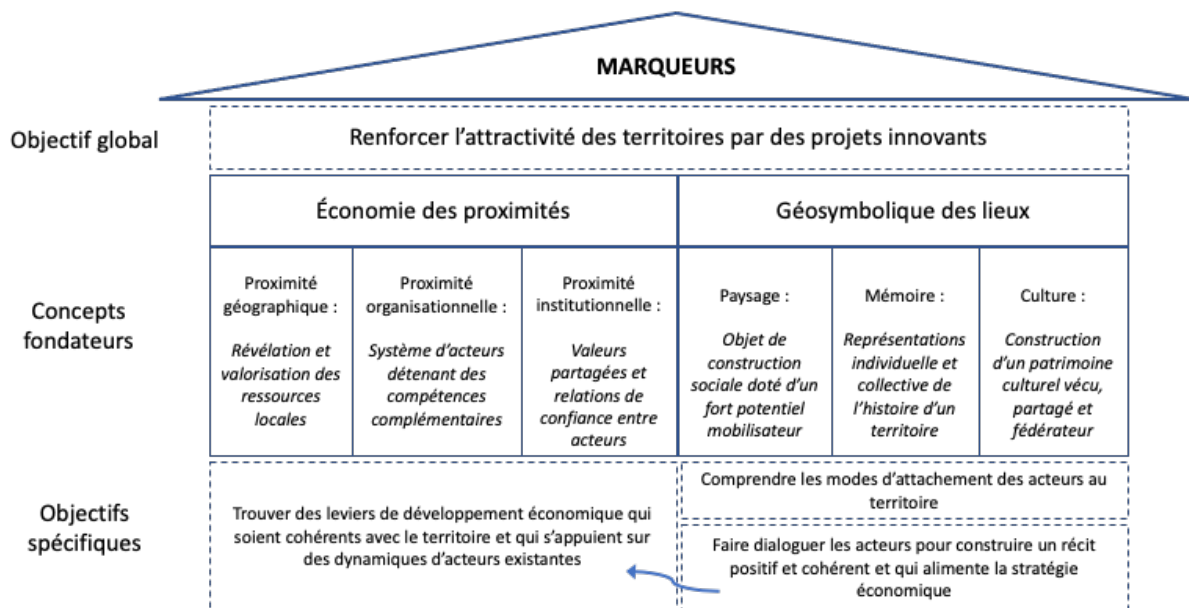 MARQUEURS
Objectif global
Renforcer l'attractivité des territoires par des projets innovants
Économie des proximités
Géosymbolique des lieux
Concepts
fondateurs
Proximité
géographique :
Révélation et
valorisation des
ressources
locales
Proximité
organisationnelle :
Système d'acteurs
détenant des
compétences
complémentaires
Proximité
institutionnelle :
Valeurs
partagées et
relations de
confiance entre
acteurs
Paysage :
Objet de
construction
sociale doté d'un
fort potentiel
mobilisateur
Mémoire :
Représentations
individuelle et
collective de
l'histoire d'un
territoire
Culture :
Construction
d'un patrimoine
culturel vécu,
partagé et
fédérateur
Objectifs
spécifiques
Trouver des leviers de développement économique qui
soient cohérents avec le territoire et qui s'appuient sur
des dynamiques d'acteurs existantes
Comprendre les modes d'attachement des acteurs au
territoire
Faire dialoguer les acteurs pour construire un récit
positif et cohérent et qui alimente la stratégie
économique